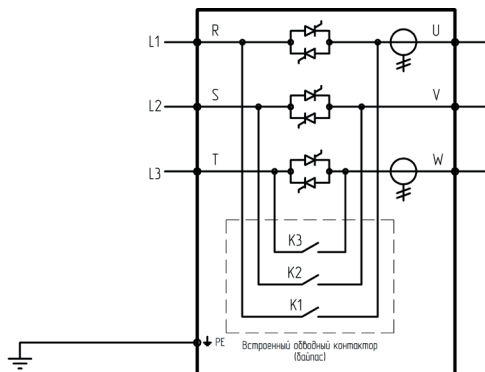 L1 R U
L2 S V
L3 T W
K3
K2
K1
PE
Встроенный обводный контактор
(байпас)